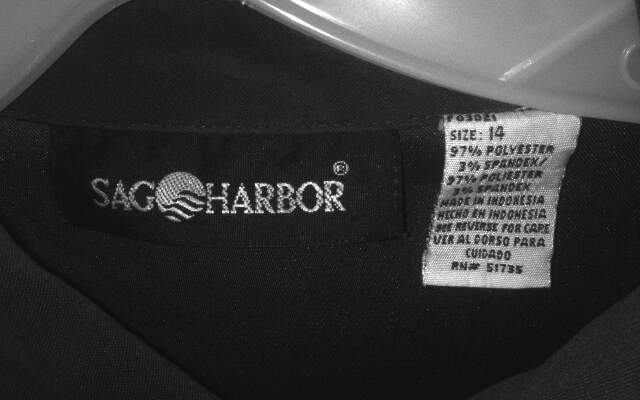 SAG HARBOR®
F03021
SIZE: 14
97% POLYESTER
3% SPANDEX/
97% POLIESTER
3% SPANDEX
MADE IN INDONESIA
HECHO EN INDONESIA
SEE REVERSE FOR CARE
VER AL DORSO PARA
CUIDADO
RN# 51735